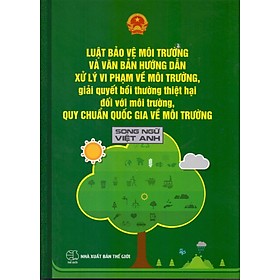 LUẬT BẢO VỆ MÔI TRƯỜNG
VÀ VĂN BẢN HƯỚNG DẪN
XỬ LÝ VI PHẠM VỀ MÔI TRƯỜNG,
giải quyết bồi thường thiệt hại
đối với môi trường,
QUY CHUẨN QUỐC GIA VỀ MÔI TRƯỜNG
SONG NGỮ
VIỆT ANH
NHÀ XUẤT BẢN THẾ GIỚI